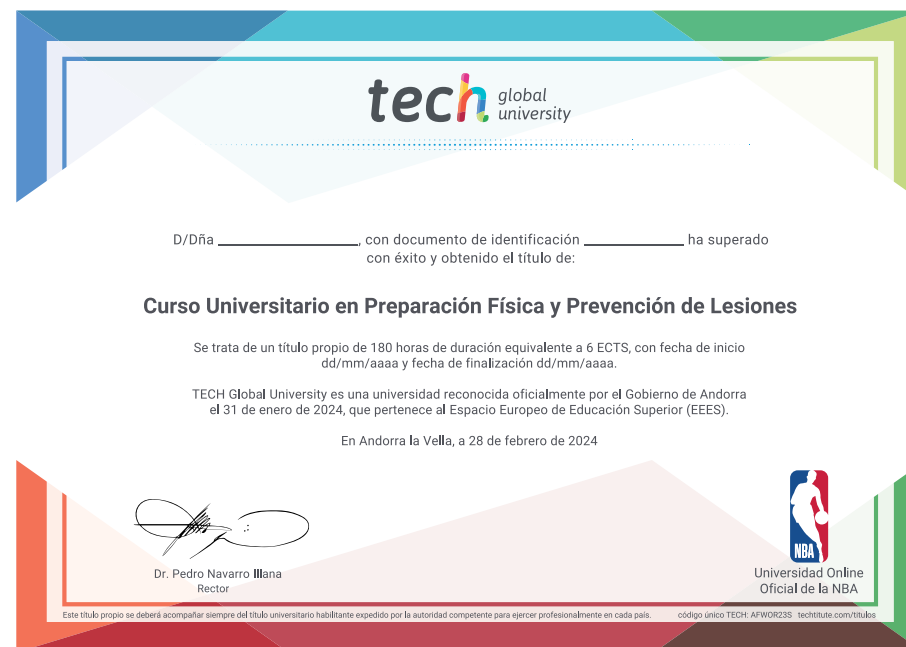 tech global university
D/Dña ____________________, con documento de identificación ______________ ha superado
con éxito y obtenido el título de:
Curso Universitario en Preparación Física y Prevención de Lesiones
Se trata de un título propio de 180 horas de duración equivalente a 6 ECTS, con fecha de inicio
dd/mm/aaaa y fecha de finalización dd/mm/aaaa.
TECH Global University es una universidad reconocida oficialmente por el Gobierno de Andorra
el 31 de enero de 2024, que pertenece al Espacio Europeo de Educación Superior (EEES).
En Andorra la Vella, a 28 de febrero de 2024
Dr. Pedro Navarro Illana
Rector
NBA
Universidad Online
Oficial de la NBA
Este título propio se deberá acompañar siempre del título universitario habilitante expedido por la autoridad competente para ejercer profesionalmente en cada país.
código único TECH: AFWOR23S techtitute.com/titulos